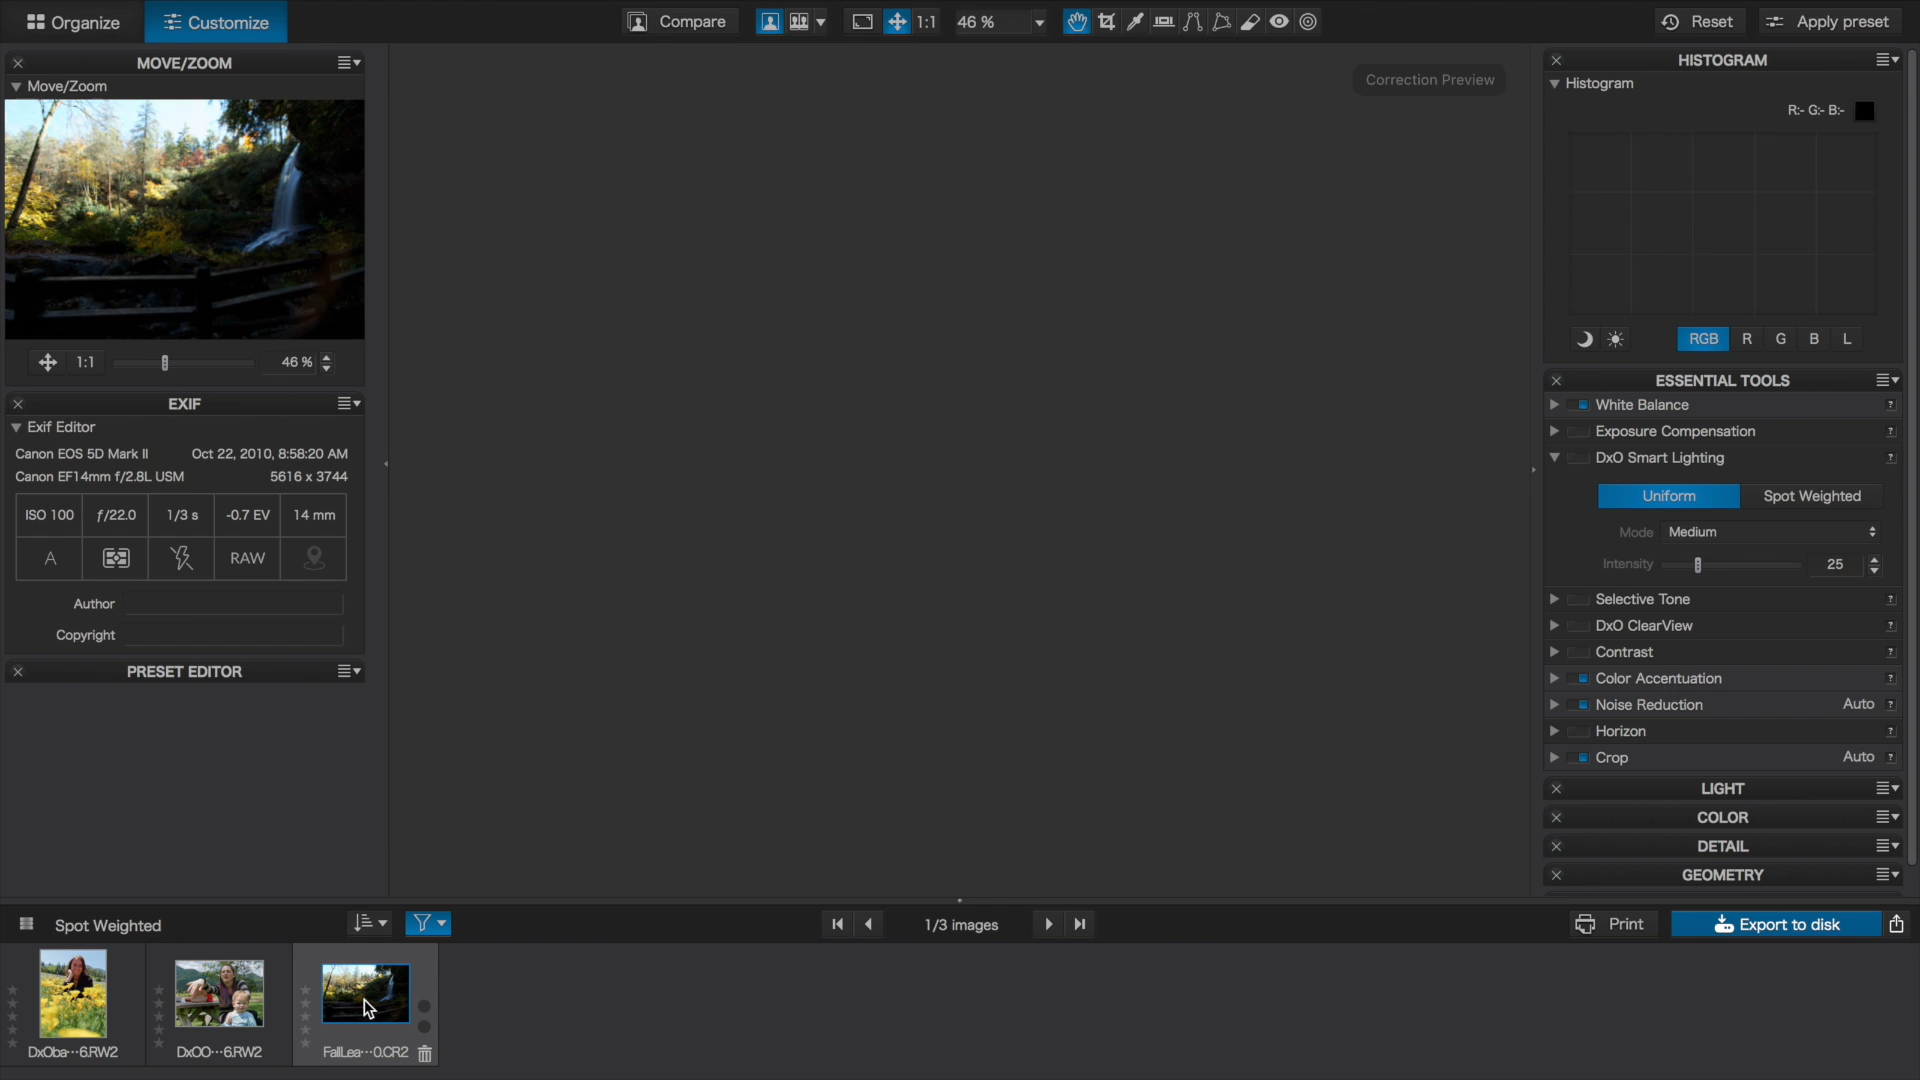 Organize
Customize
Compare
1:1
46 %
Reset
Apply preset
MOVE/ZOOM
Move/Zoom
1:1
46 %
EXIF
Exif Editor
Canon EOS 5D Mark II
Oct 22, 2010, 8:58:20 AM
Canon EF14mm f/2.8L USM
5616 x 3744
ISO 100
ƒ/22.0
1/3 s
-0.7 EV
14 mm
A
RAW
Author
Copyright
PRESET EDITOR
Correction Preview
HISTOGRAM
Histogram
R:- G:- B:-
RGB
R
G
B
L
ESSENTIAL TOOLS
White Balance
?
Exposure Compensation
?
DxO Smart Lighting
?
Uniform
Spot Weighted
Mode
Medium
Intensity
25
Selective Tone
?
DxO ClearView
?
Contrast
?
Color Accentuation
?
Noise Reduction
Auto
?
Horizon
?
Crop
Auto
?
LIGHT
COLOR
DETAIL
GEOMETRY
Spot Weighted
1/3 images
Print
Export to disk
DxOba···6.RW2
DxOO···6.RW2
FallLea···0.CR2